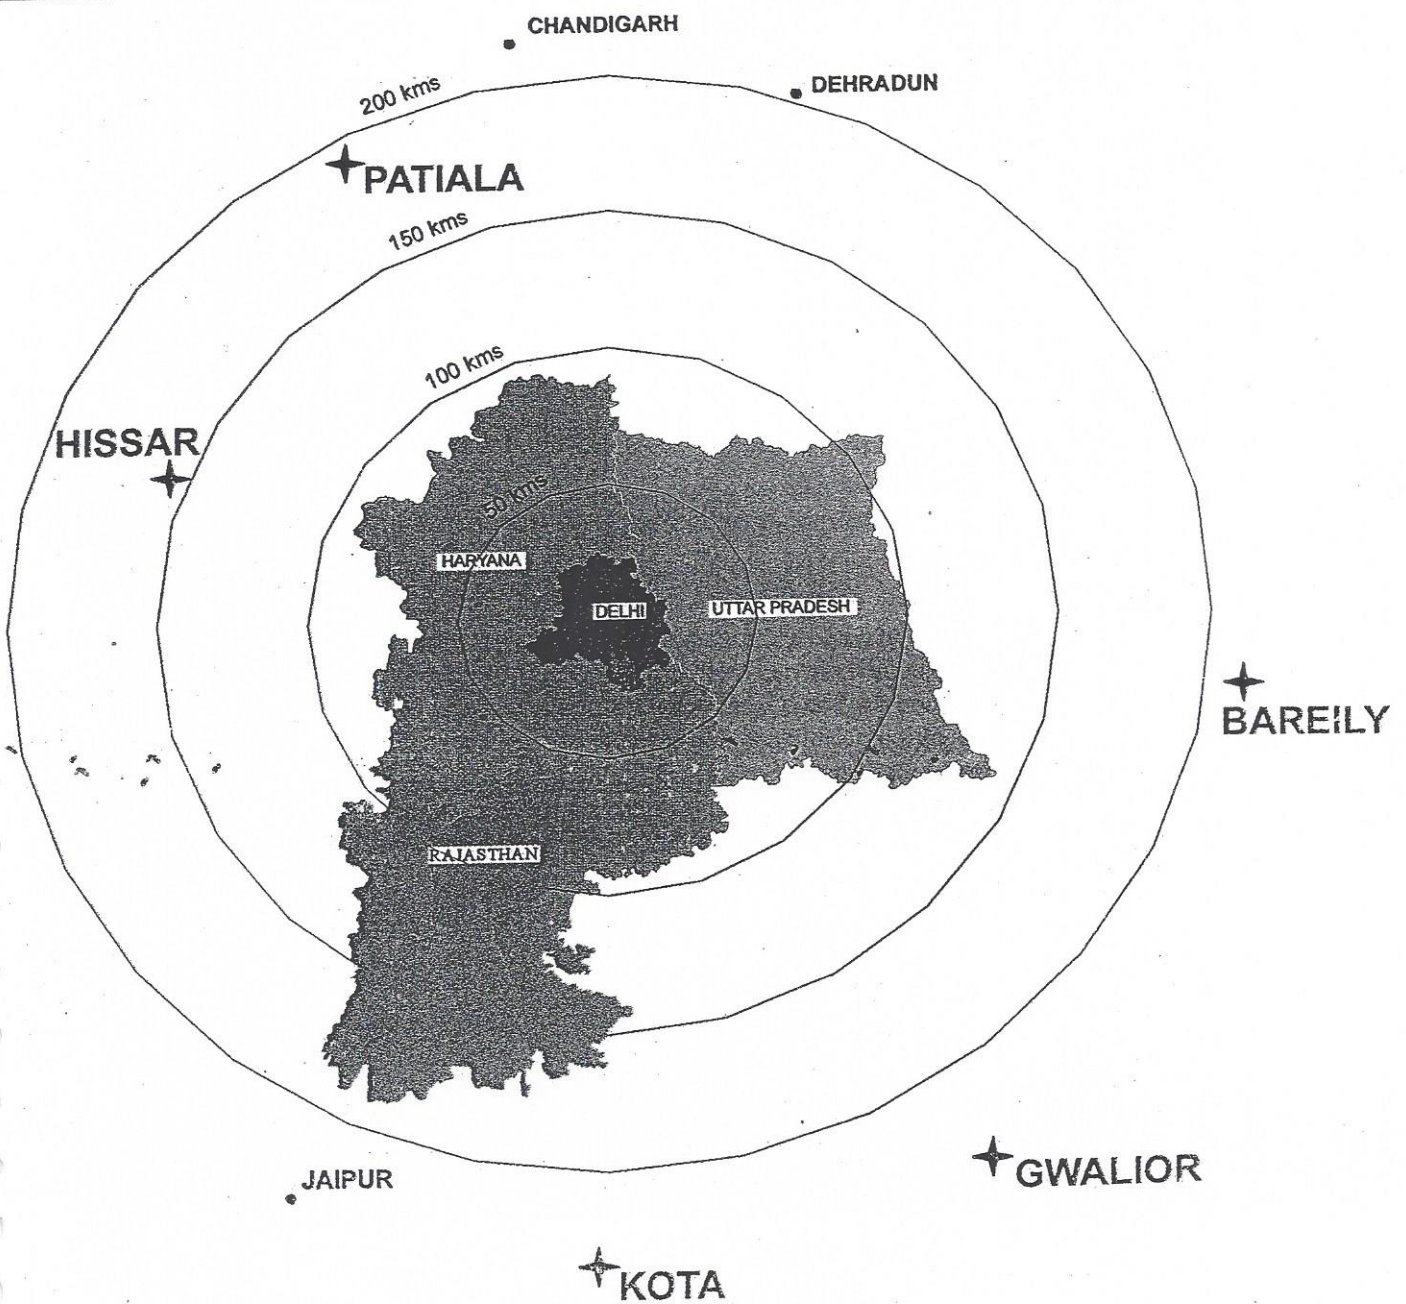 CHANDIGARH
DEHRADUN
200 kms
PATIALA
150 kms
100 kms
HISSAR
50 kms
HARYANA
DELHI
UTTAR PRADESH
BAREILY
RAJASTHAN
JAIPUR
GWALIOR
KOTA